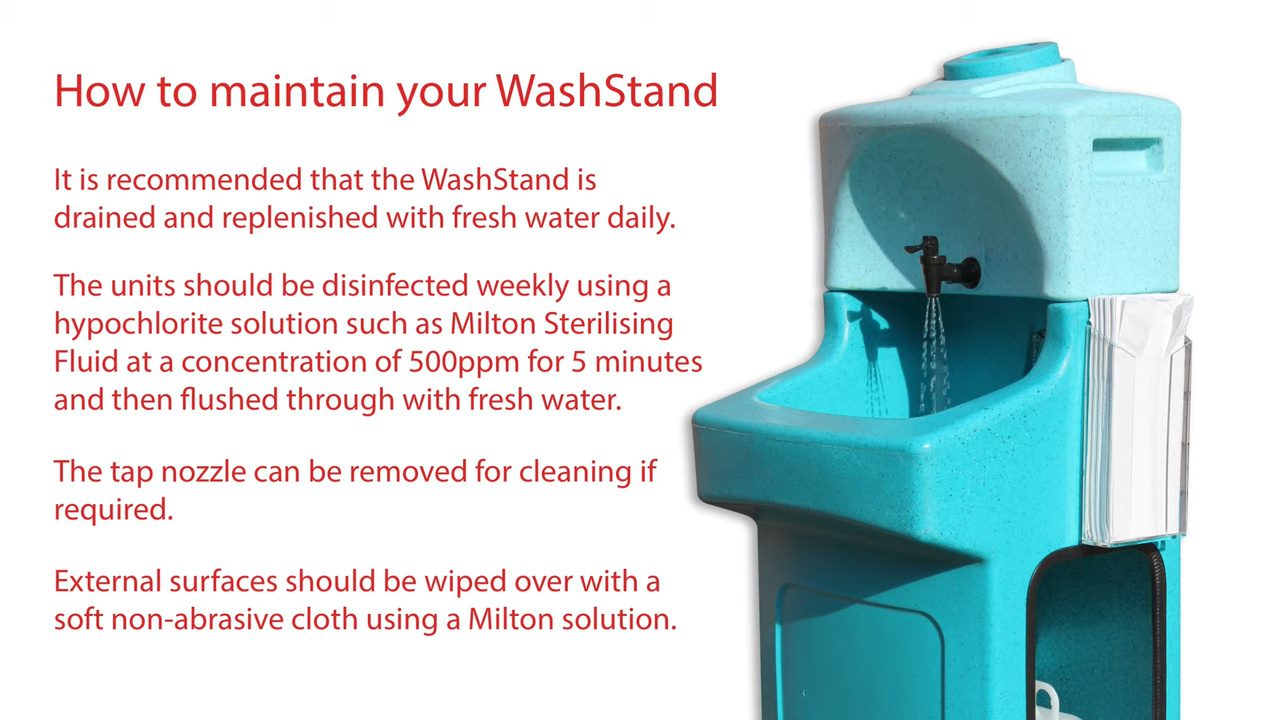 How to maintain your WashStand
It is recommended that the WashStand is
drained and replenished with fresh water daily.
The units should be disinfected weekly using a
hypochlorite solution such as Milton Sterilising
Fluid at a concentration of 500ppm for 5 minutes
and then flushed through with fresh water.
The tap nozzle can be removed for cleaning if
required.
External surfaces should be wiped over with a
soft non-abrasive cloth using a Milton solution.